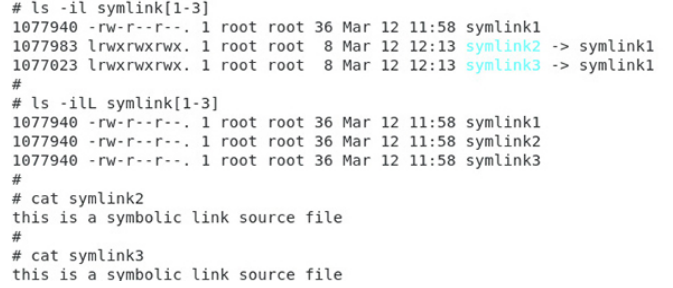 # ls -il symlink[1-3]
1077940 -rw-r--r--. 1 root root 36 Mar 12 11:58 symlink1
1077983 lrwxrwxrwx. 1 root root  8 Mar 12 12:13 symlink2 -> symlink1
1077023 lrwxrwxrwx. 1 root root  8 Mar 12 12:13 symlink3 -> symlink1
#
# ls -ilL symlink[1-3]
1077940 -rw-r--r--. 1 root root 36 Mar 12 11:58 symlink1
1077940 -rw-r--r--. 1 root root 36 Mar 12 11:58 symlink2
1077940 -rw-r--r--. 1 root root 36 Mar 12 11:58 symlink3
#
# cat symlink2
this is a symbolic link source file
#
# cat symlink3
this is a symbolic link source file